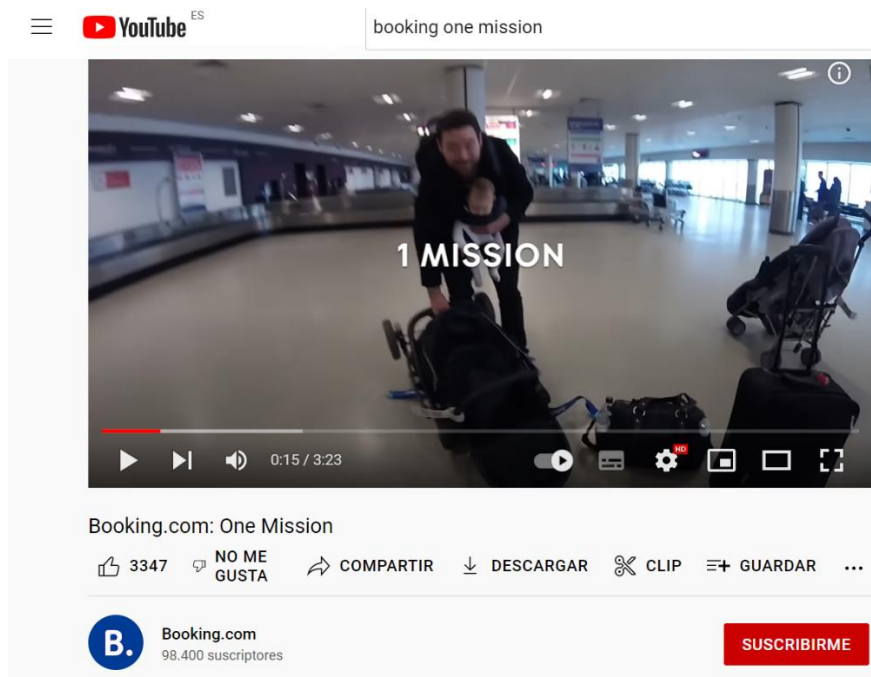 YouTube ES
booking one mission
1 MISSION
0:15 / 3:23
HD
Booking.com: One Mission
3347 NO ME GUSTA COMPARTIR DESCARGAR CLIP GUARDAR ...
B.
Booking.com
98.400 suscriptores
SUSCRIBIRME